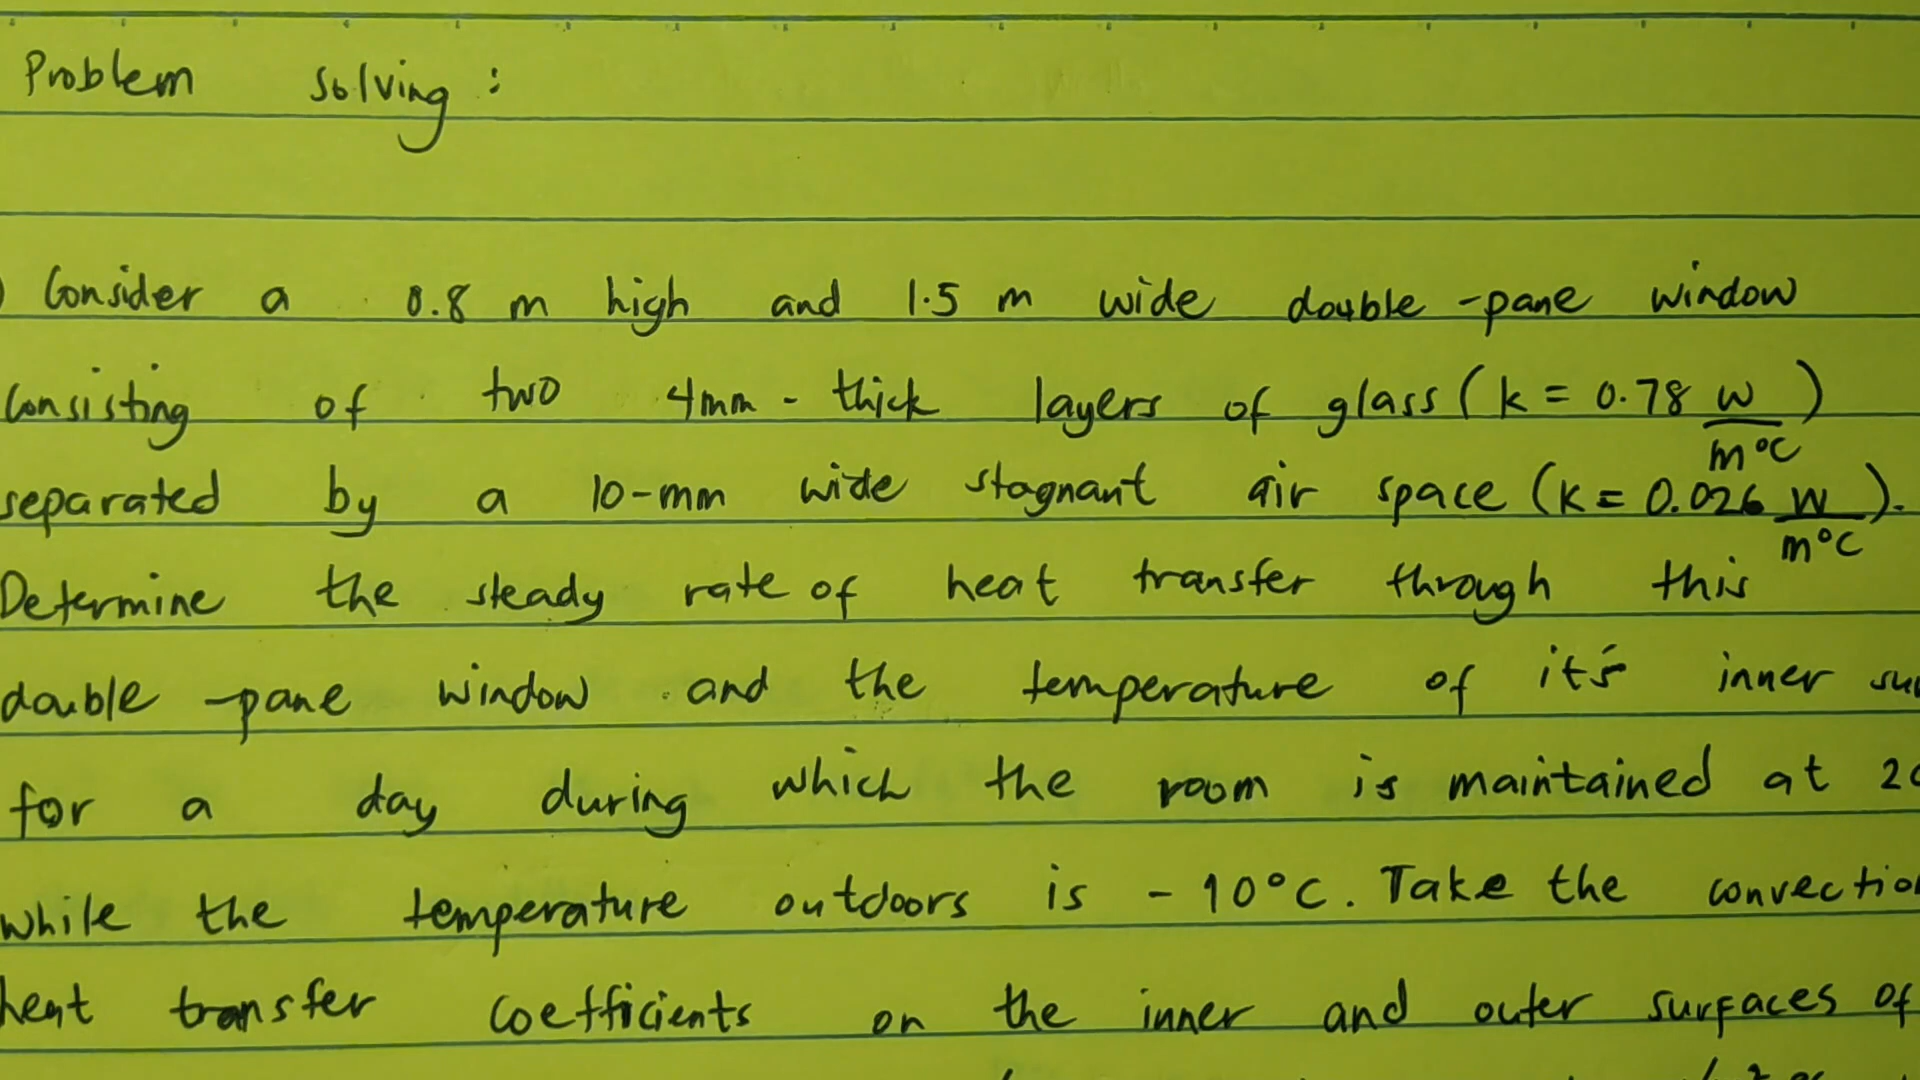 Problem solving:
) Consider a 0.8 m high and 1.5 m wide double-pane window
consisting of two 4mm-thick layers of glass (k = 0.78 W/m°C)
separated by a 10-mm wide stagnant air space (k = 0.026 W/m°C).
Determine the steady rate of heat transfer through this
double-pane window and the temperature of it's inner
for a day during which the room is maintained at
while the temperature outdoors is -10°C. Take the convection
heat transfer coefficients on the inner and outer surfaces of